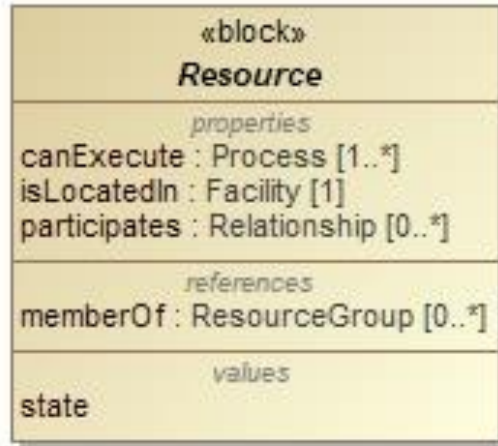 «block»
Resource
properties
canExecute : Process [1..*]
isLocatedIn : Facility [1]
participates : Relationship [0..*]
references
memberOf : ResourceGroup [0..*]
values
state